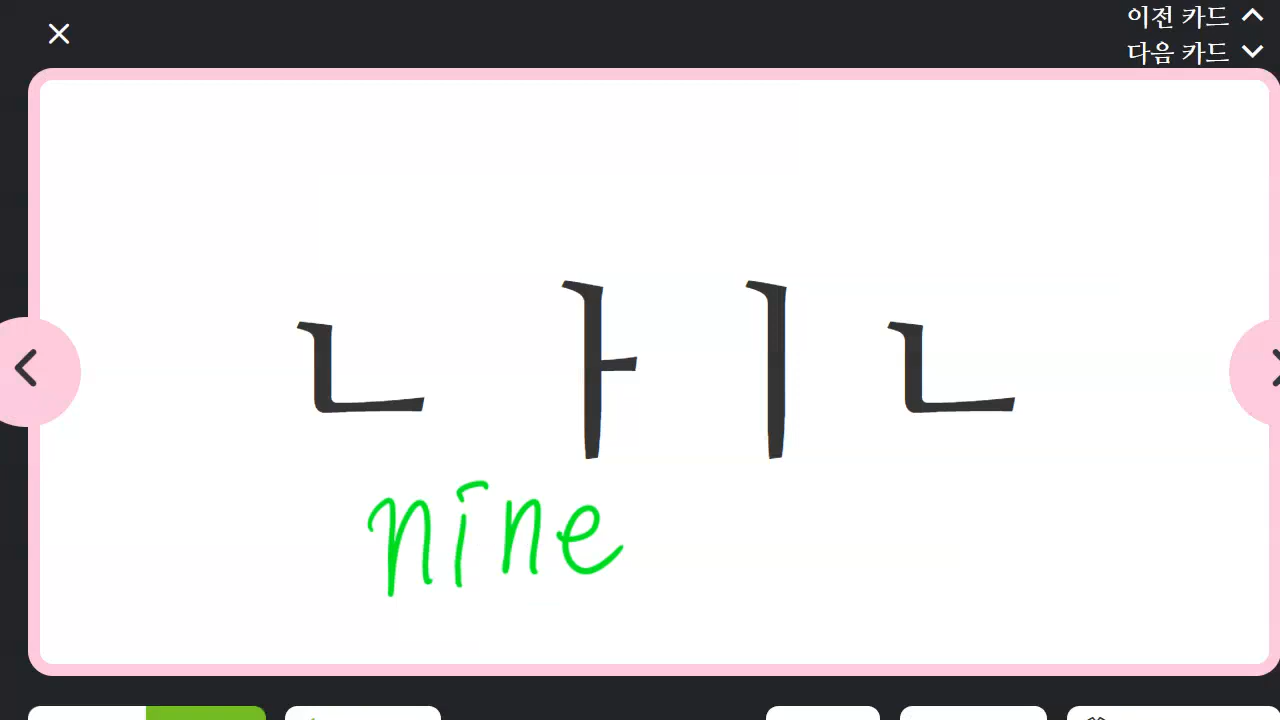 이전 카드
다음 카드
ㄴ ㅏ ㅣ ㄴ
nine